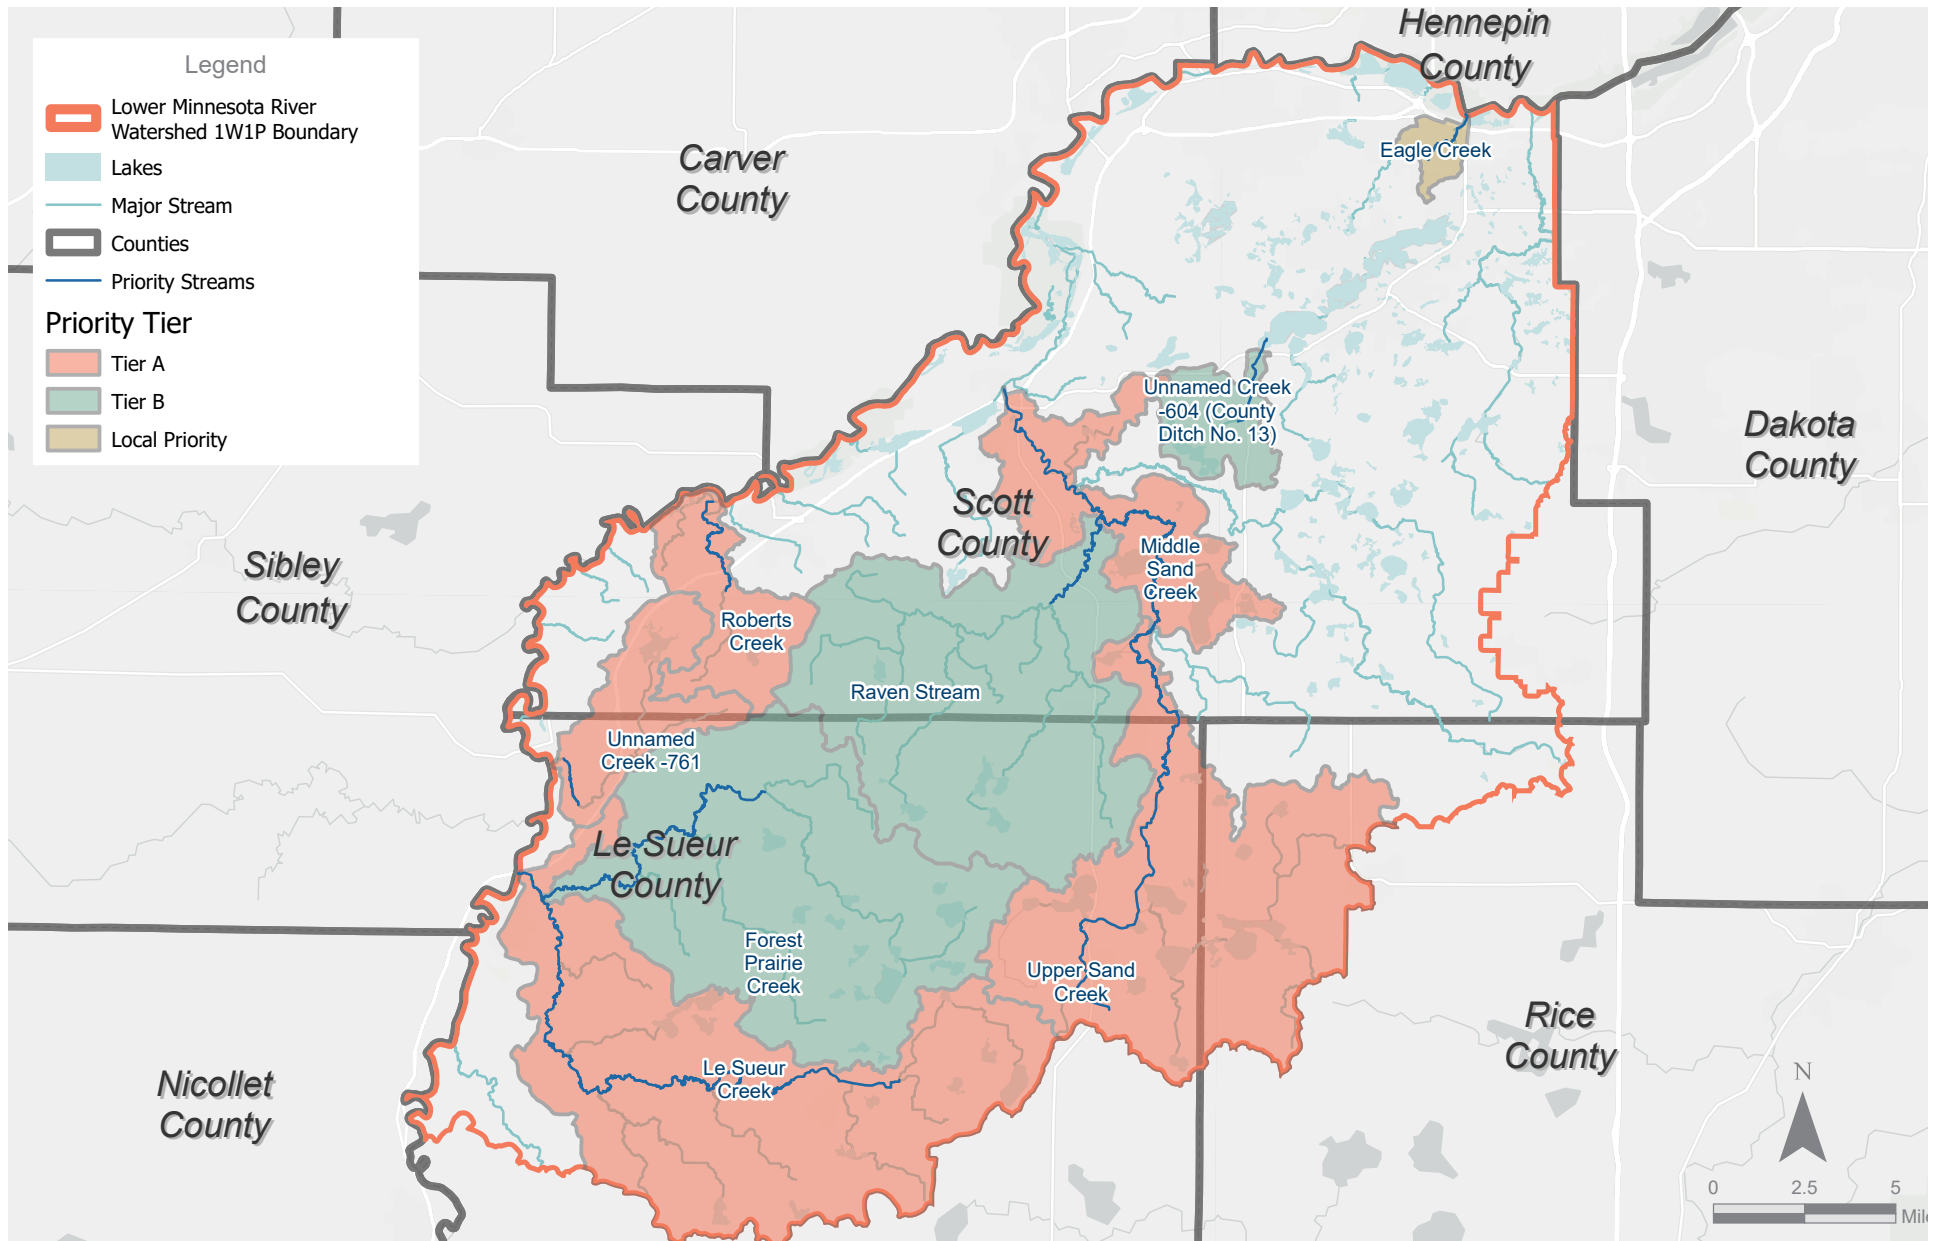 Legend
Lower Minnesota River
Watershed 1W1P Boundary
Lakes
Major Stream
Counties
Priority Streams
Priority Tier
Tier A
Tier B
Local Priority
Hennepin
County
Carver
County
Eagle Creek
Unnamed Creek
-604 (County
Ditch No. 13)
Dakota
County
Scott
County
Sibley
County
Middle
Sand
Creek
Roberts
Creek
Raven Stream
Unnamed
Creek -761
Le Sueur
County
Forest
Prairie
Creek
Upper Sand
Creek
Rice
County
Le Sueur
Creek
Nicollet
County
N
0 2.5 5
Mil